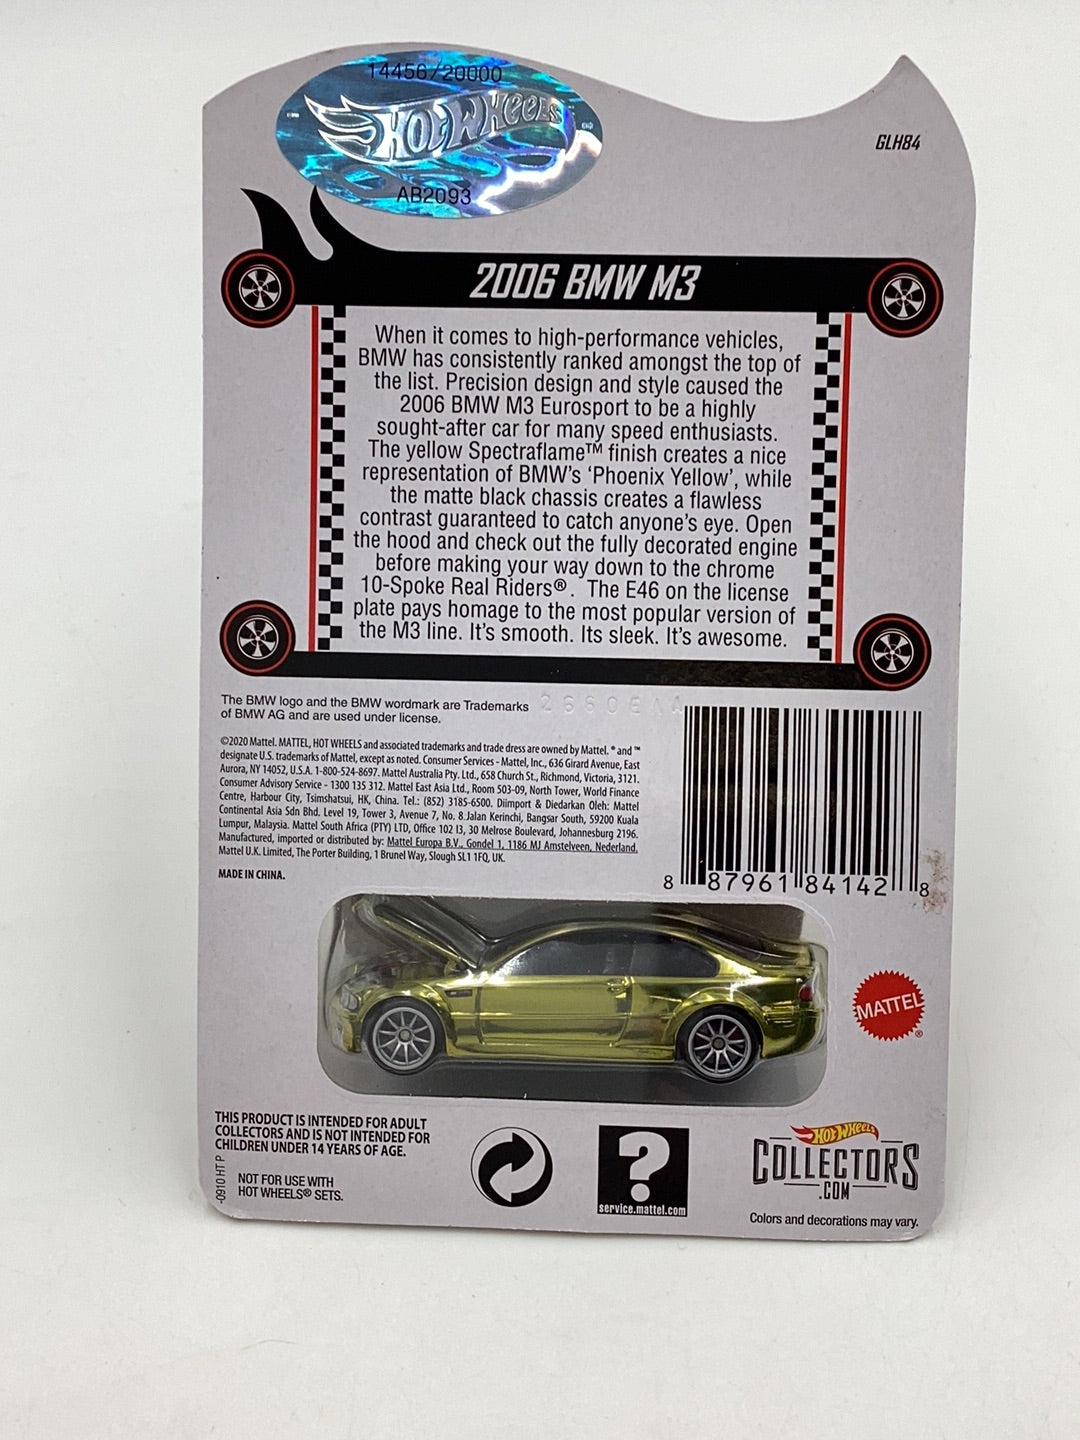 14456/20000
Hot Wheels
AB2093
GLH84
2006 BMW M3
When it comes to high-performance vehicles,
BMW has consistently ranked amongst the top of
the list. Precision design and style caused the
2006 BMW M3 Eurosport to be a highly
sought-after car for many speed enthusiasts.
The yellow Spectraflame™ finish creates a nice
representation of BMW's 'Phoenix Yellow', while
the matte black chassis creates a flawless
contrast guaranteed to catch anyone's eye. Open
the hood and check out the fully decorated engine
before making your way down to the chrome
10-Spoke Real Riders®. The E46 on the license
plate pays homage to the most popular version of
the M3 line. It's smooth. Its sleek. It's awesome.
The BMW logo and the BMW wordmark are Trademarks
of BMW AG and are used under license.
©2020 Mattel. MATTEL, HOT WHEELS and associated trademarks and trade dress are owned by Mattel. ® and ™
designate U.S. trademarks of Mattel, except as noted. Consumer Services - Mattel, Inc., 636 Girard Avenue, East
Aurora, NY 14052, U.S.A. 1-800-524-8697. Mattel Australia Pty. Ltd., 658 Church St., Richmond, Victoria, 3121.
Consumer Advisory Service - 1300 135 312. Mattel East Asia Ltd., Room 503-09, North Tower, World Finance
Centre, Harbour City, Tsimshatsui, HK, China. Tel.: (852) 3185-6500. Diimport & Diedarkan Oleh: Mattel
Continental Asia Sdn Bhd. Level 19, Tower 3, Avenue 7, No. 8 Jalan Kerinchi, Bangsar South, 59200 Kuala
Lumpur, Malaysia. Mattel South Africa (PTY) LTD, Office 102 I3, 30 Melrose Boulevard, Johannesburg 2196.
Manufactured, imported or distributed by: Mattel Europa B.V., Gondel 1, 1186 MJ Amstelveen, Nederland.
Mattel U.K. Limited, The Porter Building, 1 Brunel Way, Slough SL1 1FQ, UK.
MADE IN CHINA.
8 87961 84142 8
MATTEL®
THIS PRODUCT IS INTENDED FOR ADULT
COLLECTORS AND IS NOT INTENDED FOR
CHILDREN UNDER 14 YEARS OF AGE.
-0910 HT P
NOT FOR USE WITH
HOT WHEELS® SETS.
?
service.mattel.com
Hot Wheels
COLLECTORS
.COM
Colors and decorations may vary.